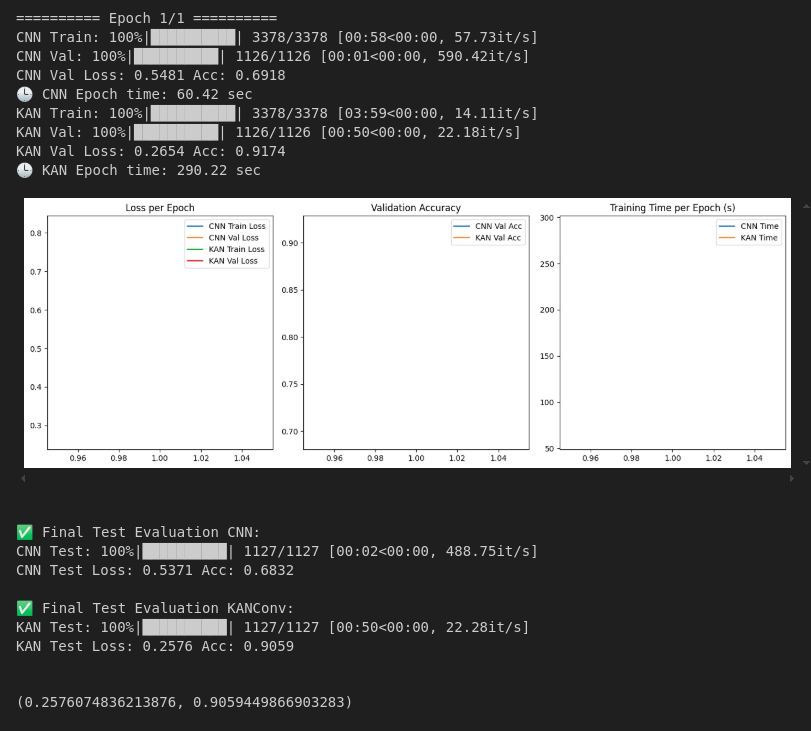 ========== Epoch 1/1 ==========
CNN Train: 100%|██████████| 3378/3378 [00:58<00:00, 57.73it/s]
CNN Val: 100%|██████████| 1126/1126 [00:01<00:00, 590.42it/s]
CNN Val Loss: 0.5481 Acc: 0.6918
🕒 CNN Epoch time: 60.42 sec
KAN Train: 100%|██████████| 3378/3378 [03:59<00:00, 14.11it/s]
KAN Val: 100%|██████████| 1126/1126 [00:50<00:00, 22.18it/s]
KAN Val Loss: 0.2654 Acc: 0.9174
🕒 KAN Epoch time: 290.22 sec
Loss per Epoch
CNN Train Loss
CNN Val Loss
KAN Train Loss
KAN Val Loss
0.8
0.7
0.6
0.5
0.4
0.3
0.96 0.98 1.00 1.02 1.04
Validation Accuracy
CNN Val Acc
KAN Val Acc
0.90
0.85
0.80
0.75
0.70
0.96 0.98 1.00 1.02 1.04
Training Time per Epoch (s)
CNN Time
KAN Time
300
250
200
150
100
50
0.96 0.98 1.00 1.02 1.04
✅ Final Test Evaluation CNN:
CNN Test: 100%|██████████| 1127/1127 [00:02<00:00, 488.75it/s]
CNN Test Loss: 0.5371 Acc: 0.6832
✅ Final Test Evaluation KANConv:
KAN Test: 100%|██████████| 1127/1127 [00:50<00:00, 22.28it/s]
KAN Test Loss: 0.2576 Acc: 0.9059
(0.2576074836213876, 0.9059449866903283)